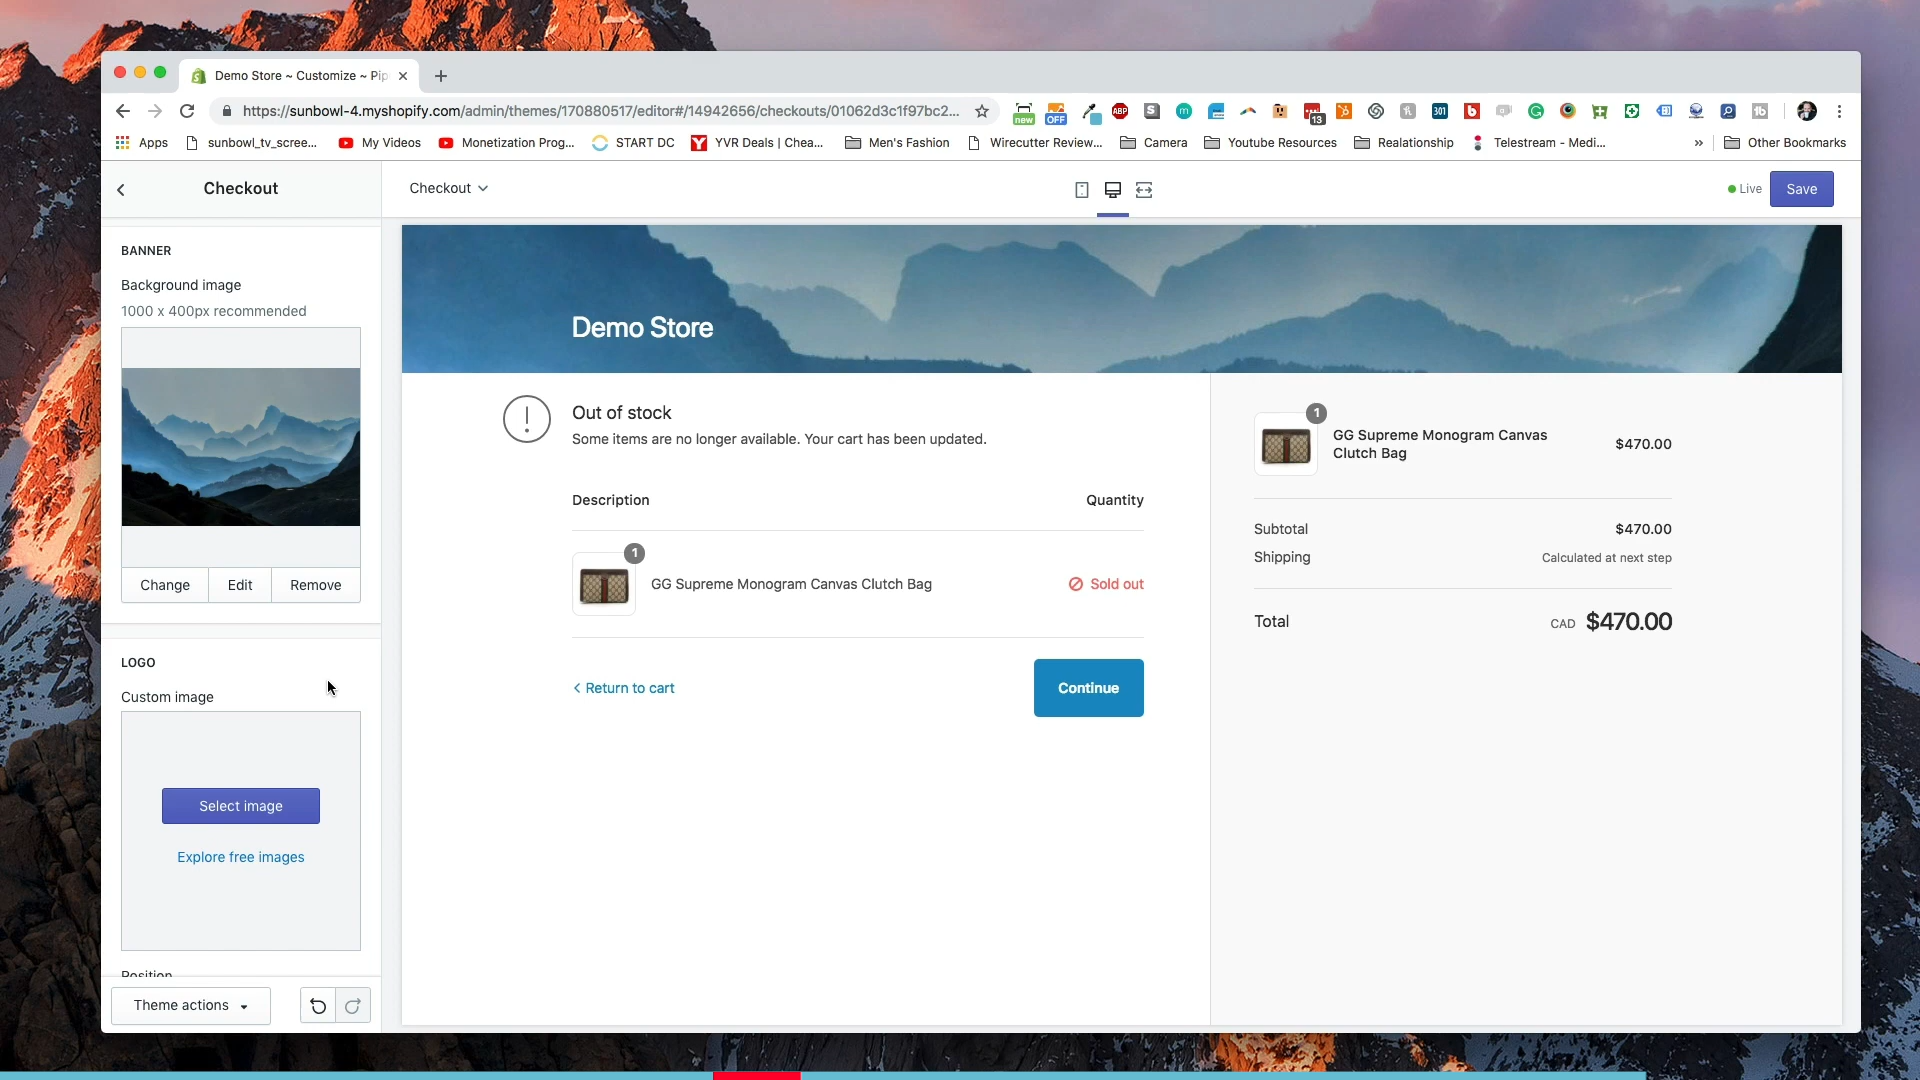 Demo Store ~ Customize ~ Pip
https://sunbowl-4.myshopify.com/admin/themes/170880517/editor#/14942656/checkouts/01062d3c1f97bc2...
new
OFF
ABP
S
m
13
301
b
1b
Apps
sunbowl_tv_scree...
My Videos
Monetization Prog...
START DC
YVR Deals | Chea...
Men's Fashion
Wirecutter Review...
Camera
Youtube Resources
Realationship
Telestream - Medi...
»
Other Bookmarks
Checkout
Checkout
Live
Save
BANNER
Background image
1000 x 400px recommended
Change
Edit
Remove
LOGO
Custom image
Select image
Explore free images
Position
Theme actions
Demo Store
Out of stock
Some items are no longer available. Your cart has been updated.
Description
Quantity
1
GG Supreme Monogram Canvas Clutch Bag
Sold out
Return to cart
Continue
1
GG Supreme Monogram Canvas
Clutch Bag
$470.00
Subtotal
$470.00
Shipping
Calculated at next step
Total
CAD $470.00